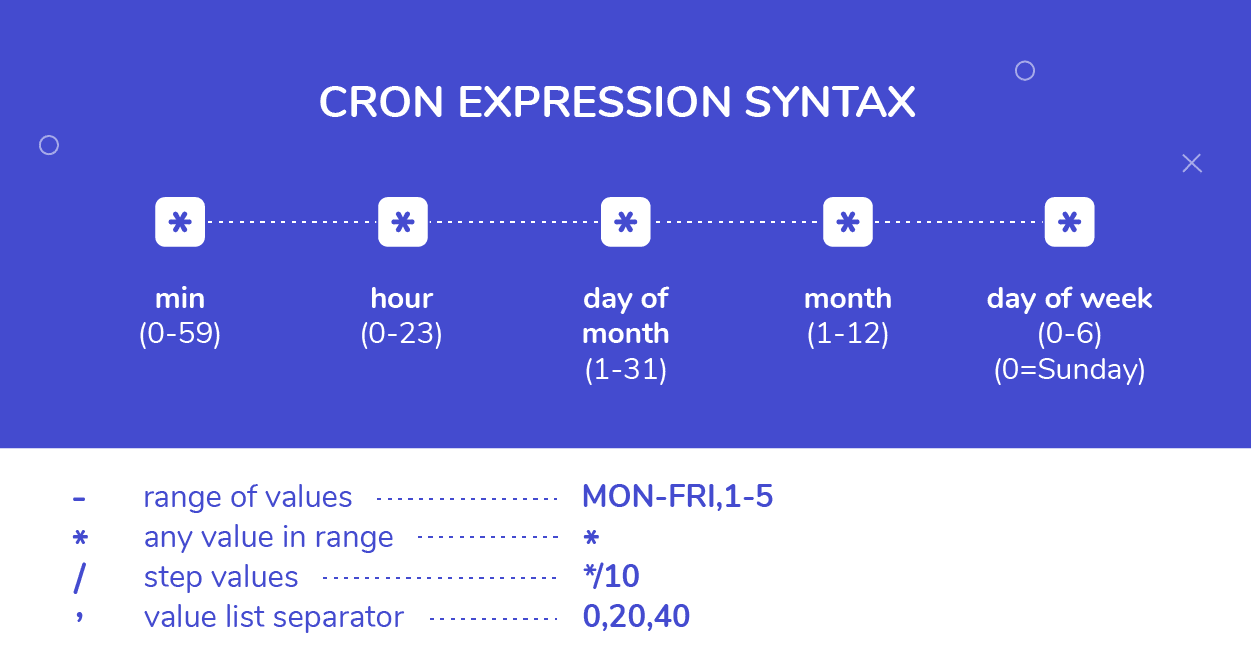 CRON EXPRESSION SYNTAX
* * * * *
min hour day of month day of week
(0-59) (0-23) month (1-12) (0-6)
(1-31) (0=Sunday)
- range of values MON-FRI,1-5
* any value in range *
/ step values */10
, value list separator 0,20,40